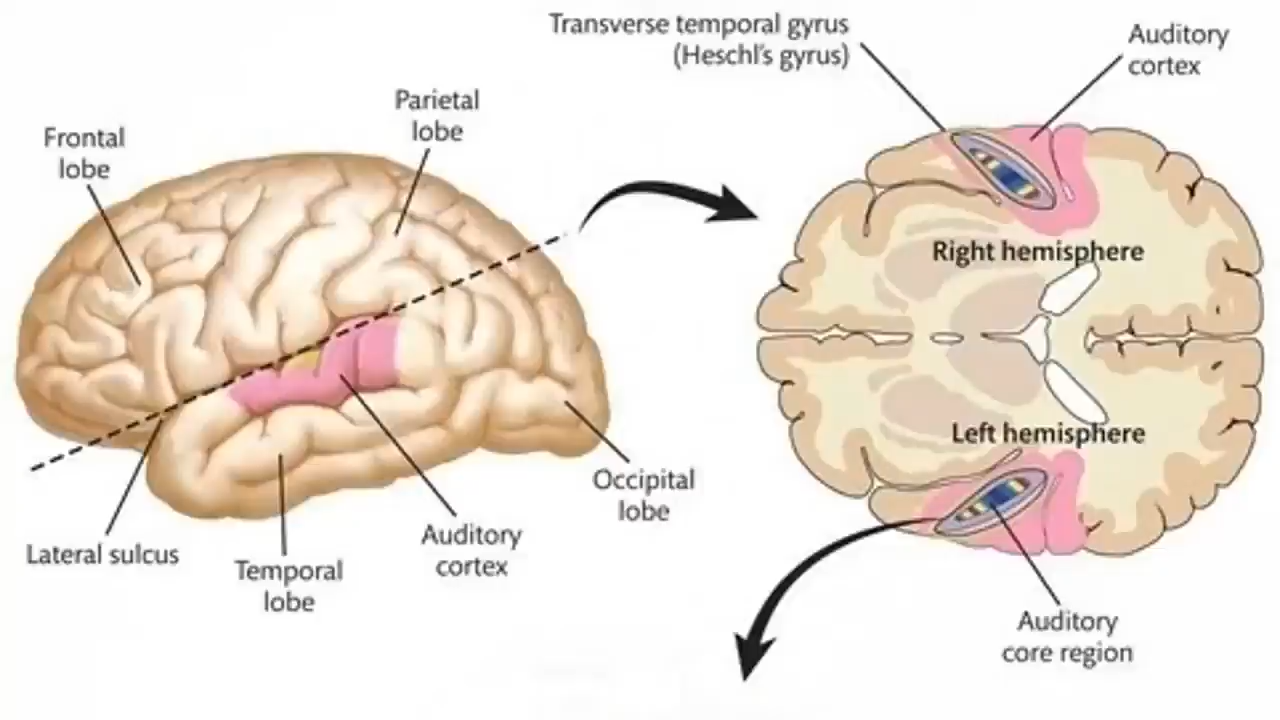 Transverse temporal gyrus
(Heschl's gyrus)
Auditory
cortex
Parietal
lobe
Frontal
lobe
Right hemisphere
Left hemisphere
Occipital
lobe
Auditory
cortex
Lateral sulcus
Temporal
lobe
Auditory
core region